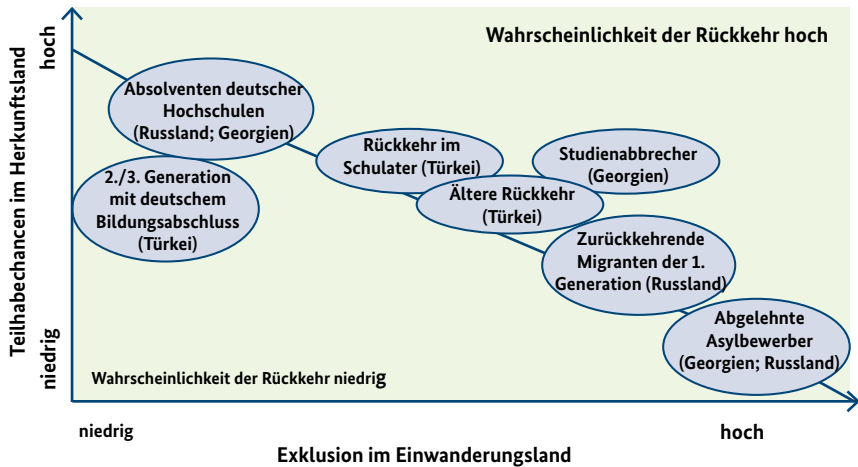 Teilhabechancen im Herkunftsland
hoch
niedrig
Wahrscheinlichkeit der Rückkehr hoch
Absolventen deutscher
Hochschulen
(Russland; Georgien)
2./3. Generation
mit deutschem
Bildungsabschluss
(Türkei)
Rückkehr im
Schulater (Türkei)
Ältere Rückkehr
(Türkei)
Studienabbrecher
(Georgien)
Zurückkehrende
Migranten der 1.
Generation (Russland)
Abgelehnte
Asylbewerber
(Georgien; Russland)
Wahrscheinlichkeit der Rückkehr niedrig
niedrig
hoch
Exklusion im Einwanderungsland